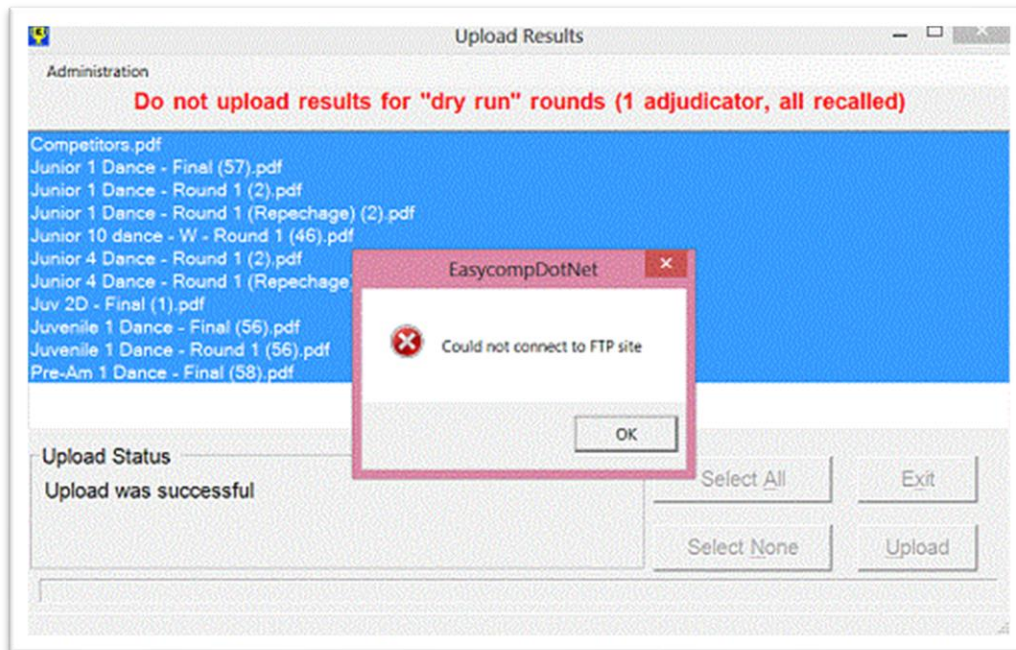 Upload Results
Administration
Do not upload results for "dry run" rounds (1 adjudicator, all recalled)
Competitors.pdf
Junior 1 Dance - Final (57).pdf
Junior 1 Dance - Round 1 (2).pdf
Junior 1 Dance - Round 1 (Repechage) (2).pdf
Junior 10 dance - W - Round 1 (46).pdf
Junior 4 Dance - Round 1 (2).pdf
Junior 4 Dance - Round 1 (Repechage)
Juv 2D - Final (1).pdf
Juvenile 1 Dance - Final (56).pdf
Juvenile 1 Dance - Round 1 (56).pdf
Pre-Am 1 Dance - Final (58).pdf
EasycompDotNet
Could not connect to FTP site
OK
Upload Status
Upload was successful
Select All
Exit
Select None
Upload